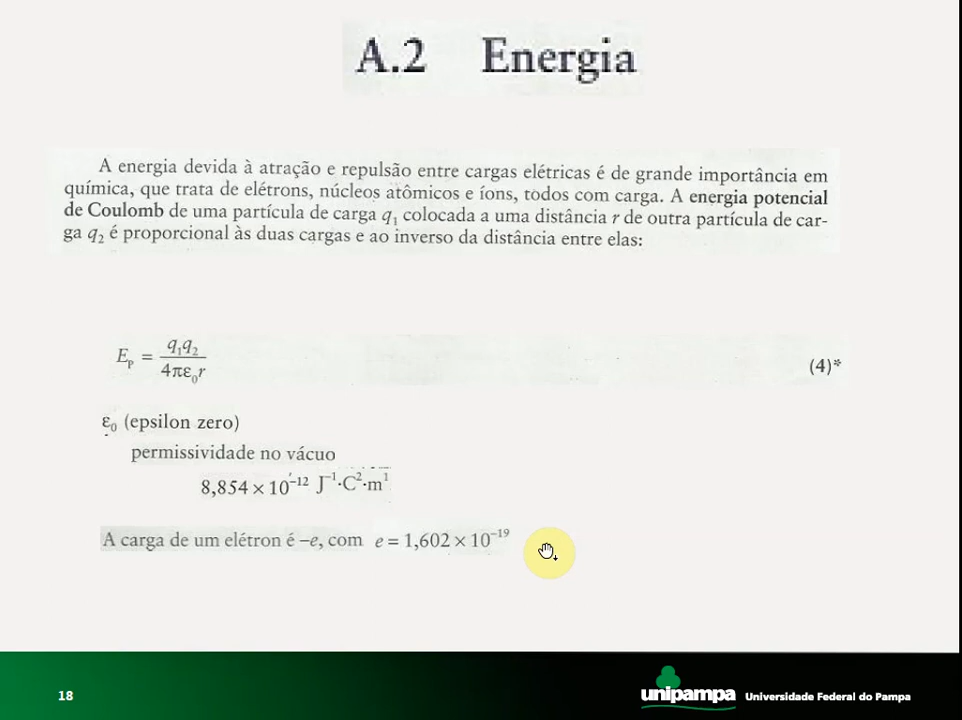 A.2 Energia
A energia devida à atração e repulsão entre cargas elétricas é de grande importância em
química, que trata de elétrons, núcleos atômicos e íons, todos com carga. A energia potencial
de Coulomb de uma partícula de carga q₁ colocada a uma distância r de outra partícula de car-
ga q₂ é proporcional às duas cargas e ao inverso da distância entre elas:
Eₚ = q₁q₂ / 4πε₀r (4)*
ε₀ (epsilon zero)
permissividade no vácuo
8,854 × 10⁻¹² J⁻¹·C²·m¹
A carga de um elétron é –e, com e = 1,602 × 10⁻¹⁹
18
unipampa Universidade Federal do Pampa